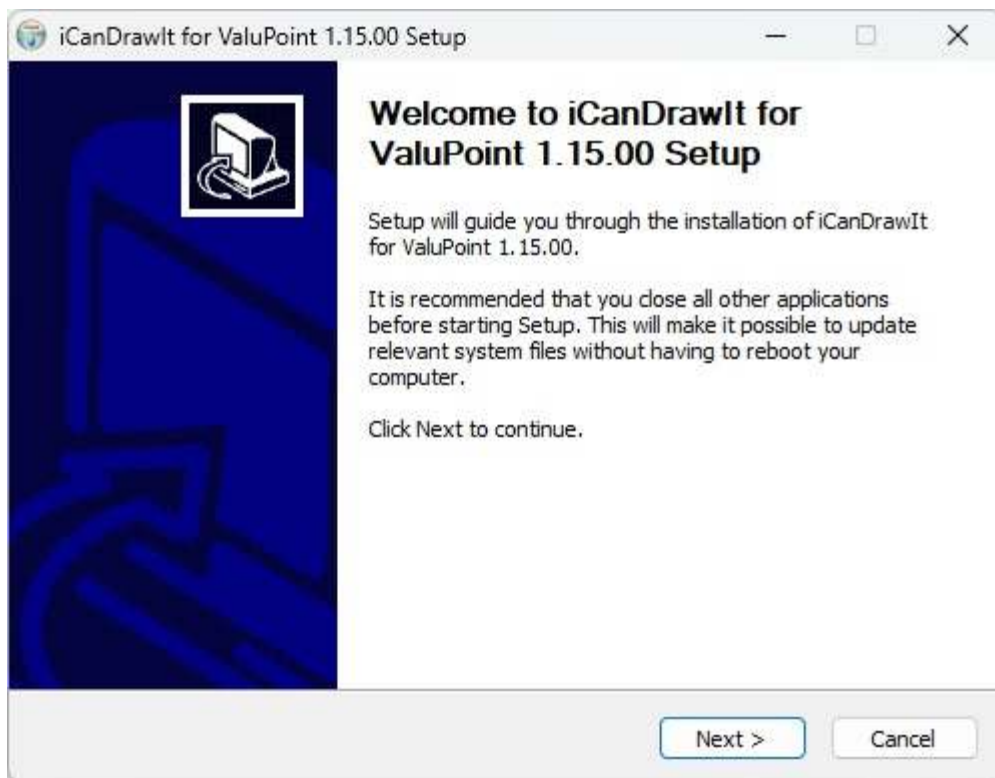 iCanDrawIt for ValuPoint 1.15.00 Setup
Welcome to iCanDrawIt for
ValuPoint 1.15.00 Setup
Setup will guide you through the installation of iCanDrawIt
for ValuPoint 1.15.00.
It is recommended that you close all other applications
before starting Setup. This will make it possible to update
relevant system files without having to reboot your
computer.
Click Next to continue.
Next >
Cancel